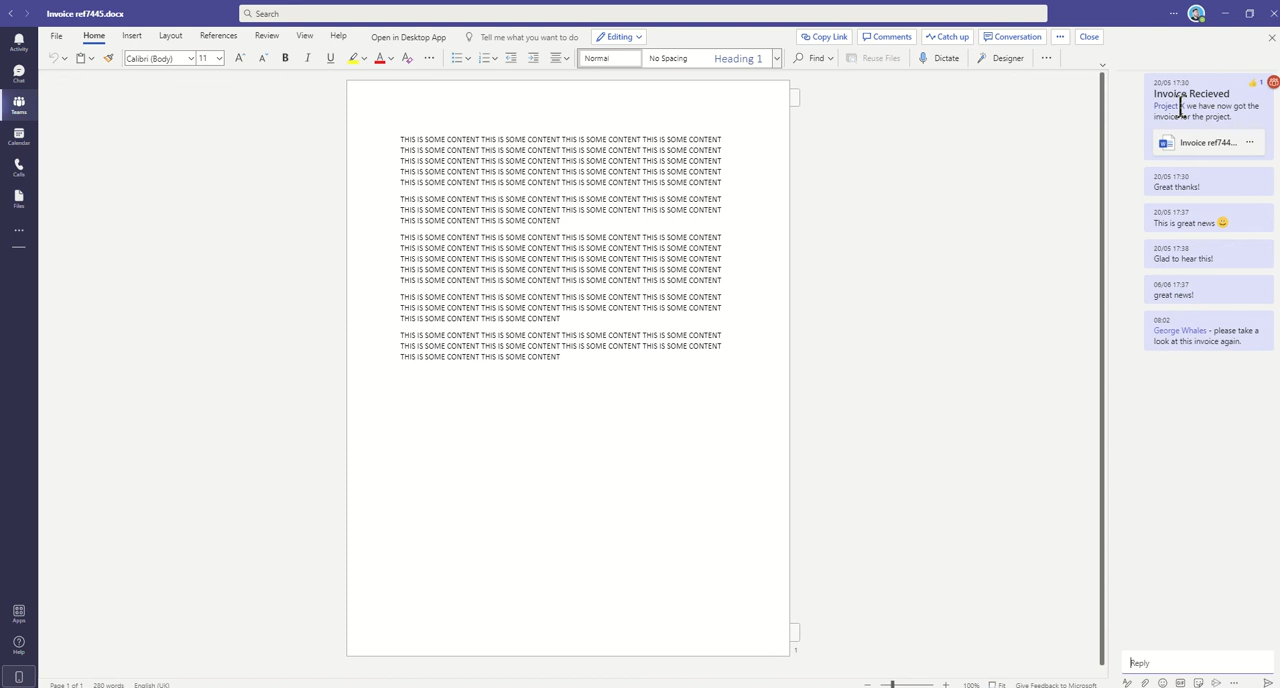 Invoice ref7445.docx
Search
Activity
Chat
Teams
Calendar
Calls
Files
Apps
Help
File Home Insert Layout References Review View Help Open in Desktop App Tell me what you want to do Editing Copy Link Comments Catch up Conversation Close
Calibri (Body) 11 B I U A Normal No Spacing Heading 1 Find Reuse Files Dictate Designer
THIS IS SOME CONTENT THIS IS SOME CONTENT THIS IS SOME CONTENT THIS IS SOME CONTENT
THIS IS SOME CONTENT THIS IS SOME CONTENT THIS IS SOME CONTENT THIS IS SOME CONTENT
THIS IS SOME CONTENT THIS IS SOME CONTENT THIS IS SOME CONTENT THIS IS SOME CONTENT
THIS IS SOME CONTENT THIS IS SOME CONTENT THIS IS SOME CONTENT THIS IS SOME CONTENT
THIS IS SOME CONTENT THIS IS SOME CONTENT THIS IS SOME CONTENT THIS IS SOME CONTENT
THIS IS SOME CONTENT THIS IS SOME CONTENT THIS IS SOME CONTENT THIS IS SOME CONTENT
THIS IS SOME CONTENT THIS IS SOME CONTENT THIS IS SOME CONTENT THIS IS SOME CONTENT
THIS IS SOME CONTENT THIS IS SOME CONTENT
THIS IS SOME CONTENT THIS IS SOME CONTENT THIS IS SOME CONTENT THIS IS SOME CONTENT
THIS IS SOME CONTENT THIS IS SOME CONTENT THIS IS SOME CONTENT THIS IS SOME CONTENT
THIS IS SOME CONTENT THIS IS SOME CONTENT THIS IS SOME CONTENT THIS IS SOME CONTENT
THIS IS SOME CONTENT THIS IS SOME CONTENT THIS IS SOME CONTENT THIS IS SOME CONTENT
THIS IS SOME CONTENT THIS IS SOME CONTENT THIS IS SOME CONTENT THIS IS SOME CONTENT
THIS IS SOME CONTENT THIS IS SOME CONTENT THIS IS SOME CONTENT THIS IS SOME CONTENT
THIS IS SOME CONTENT THIS IS SOME CONTENT THIS IS SOME CONTENT THIS IS SOME CONTENT
THIS IS SOME CONTENT THIS IS SOME CONTENT
THIS IS SOME CONTENT THIS IS SOME CONTENT THIS IS SOME CONTENT THIS IS SOME CONTENT
THIS IS SOME CONTENT THIS IS SOME CONTENT THIS IS SOME CONTENT THIS IS SOME CONTENT
THIS IS SOME CONTENT THIS IS SOME CONTENT
1
20/05 17:30 👍 1
Invoice Recieved
Project X we have now got the
invoice for the project.
Invoice ref744... ...
20/05 17:30
Great thanks!
20/05 17:37
This is great news 😀
20/05 17:38
Glad to hear this!
06/06 17:37
great news!
08:02
George Whales - please take a
look at this invoice again.
Reply
Page 1 of 1 280 words English (UK) 100% Fit Give Feedback to Microsoft